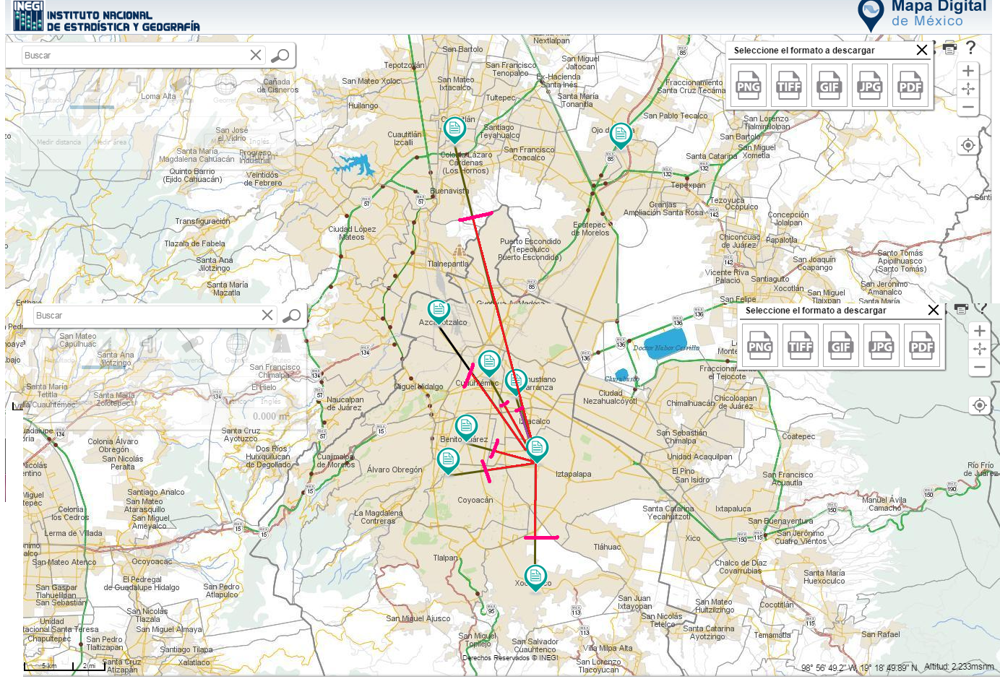 INEGI
INSTITUTO NACIONAL
DE ESTADÍSTICA Y GEOGRAFÍA
Mapa Digital
de México
Buscar
Seleccione el formato a descargar
PNG
TIFF
GIF
JPG
PDF
San Bartolo
Nextlalpan
San Miguel
Jaltocan
Tepotzotlán
San Francisco
Tenopalco
Ex-Hacienda
Santa Inés
San Mateo Xoloc
San Mateo
Ixtacalco
Cañada
de Cisneros
Loma Alta
Tultepec
Santa María
Tonanitla
Fraccionamiento
Santa Cruz Tecáma
Huilango
San Pablo Tecalco
San Lorenzo
Tlalmimilolpan
San José
el Vidrio
Cuautitlán
Izcalli
Santiago
Teyahualco
San Bartolo
Medir distancia
Medir área
Inglés
Santa María
Magdalena Cahuacán
Progreso
Industrial
San Francisco
Coacalco
San Miguel
Xometla
Santa Catarina
Colonia Lázaro
Cárdenas
(Los Hornos)
Quinto Barrio
(Ejido Cahuacán)
Veintidós
de Febrero
Tepexpan
Buenavista
Tezoyuca
Ocopulco
Granjas
Ampliación Santa Rosa
Concepción
Jolalpan
Transfiguración
Ciudad López
Mateos
Ecatepec
de Morelos
Chiconcuac
de Juárez
Papalotla
Tlazala de Fabela
Puerto Escondido
(Tepeolulco
Puerto Escondido)
Santa Ana
Jilotzingo
Tlalnepantla
San Joaquín
Coapango
Santo Tomás
Apipilhuasco
(Santo Tomás)
Vicente Riva
Palacio
Santiaguito
Xocotlán
Santa María
Mazatla
San Jerónimo
Amanalco
San Miguel
Tlaixpan
Santa María
San Felipe
Buscar
Seleccione el formato a descargar
PNG
TIFF
GIF
JPG
PDF
San Mateo
Capulhuac
Santa Ana
Jilotzingo
San Francisco
Chimalpa
El Hielo
Doctor Nabor Carrillo
Fraccionamiento
el Tejocote
Santa María
Tetitla
Santa María
Zolotepec
Inglés
0.000 m
Miguel Hidalgo
Cuauhtémoc
Churubusco
Ciudad
Nezahualcóyotl
Naucalpan
de Juárez
Chimalhuacán
Chicoloapan
de Juárez
Santa Cruz
Ayotuzco
San Sebastián
Chimalpa
Coatepec
Colonia Álvaro
Obregón
Benito Juárez
Dos Ríos
Huixquilucan
de Degollado
Cuajimalpa
de Morelos
Unidad Acaquilpan
San Nicolás
Peralta
Álvaro Obregón
Iztapalapa
El Pino
San Isidro
San Francisco
Acuautla
Río Frío
de Juárez
Santiago Analco
San Mateo
Atarasquillo
Coyoacán
Manuel Ávila
Camacho
Colonia
los Cedros
San Miguel
Ameyalco
La Magdalena
Contreras
Santa Catarina
Yecahuitzotl
Ixtapaluca
San Buenaventura
Lerma de Villada
Xico
San Jerónimo
Cuatro Vientos
Tláhuac
San Mateo Atenco
Ocoyoacac
Tlalpan
Chalco de Díaz
Covarrubias
Santa María
Huexoculco
El Pedregal
de Guadalupe Hidalgo
San Pedro
Atlapulco
San Gaspar
Tlahuelilpan
San Sebastián
San Juan
Ixtayopan
San Mateo
Huitzilzingo
Cocotitlán
San Nicolás
Tlazala
San Miguel Ajusco
San Nicolás
Tetelco
Santa Catarina
Ayotzingo
Unidad
San Miguel Almaya
Temamatla
San Rafael
Chapultepec
San Pedro
Tlaltizapan
San Miguel
Topilejo
San Salvador
Cuauhtenco
Villa Milpa Alta
Santiago Tilapa
Xalatlaco
Santa Cruz
Atizapán
San Lorenzo
Tlacoyucan
5 km
2 mi
Derechos Reservados © INEGI
98° 56' 49.2" W, 19° 18' 49.89" N
Altitud: 2,233msnm